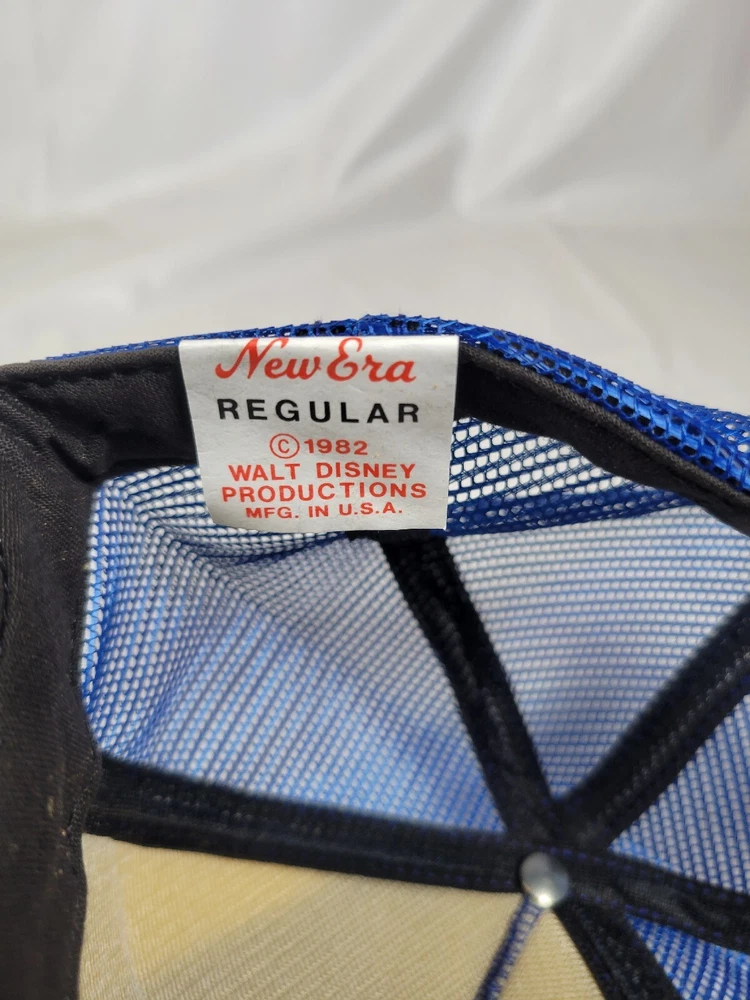 New Era
REGULAR
© 1982
WALT DISNEY
PRODUCTIONS
MFG. IN U.S.A.